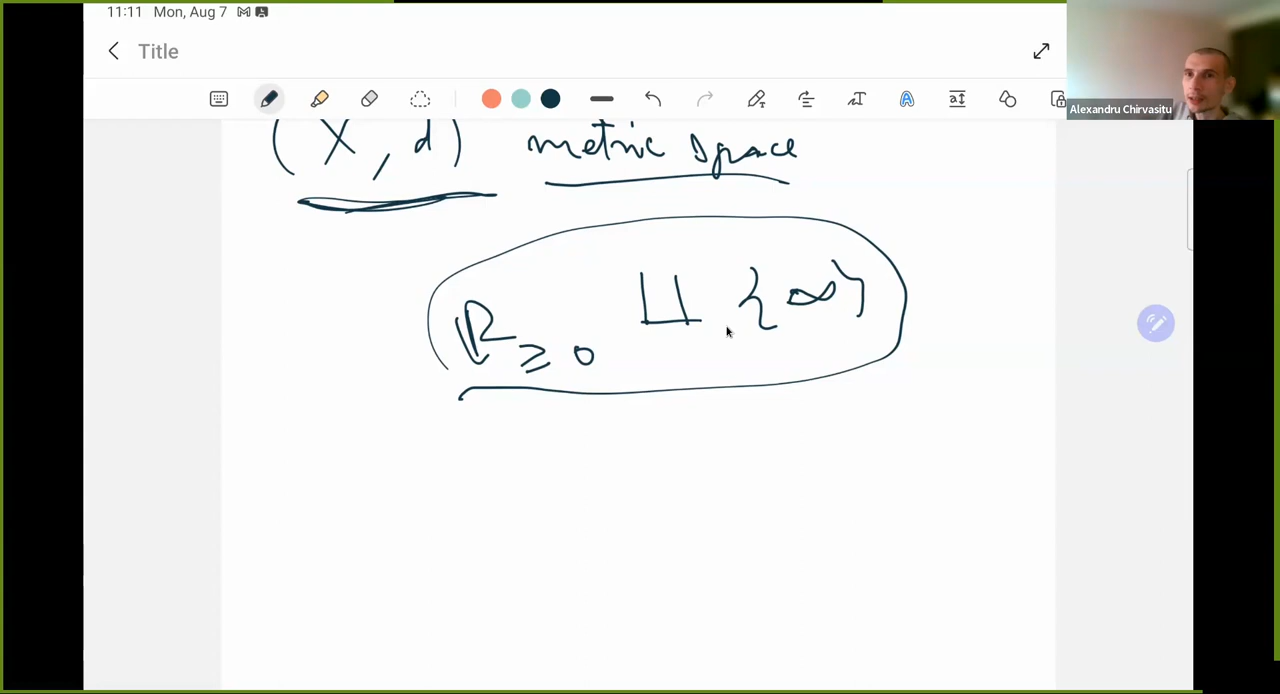 11:11 Mon, Aug 7
Title
Alexandru Chirvasitu
(X, d) metric space
ℝ≥0 ⊔ {∞}